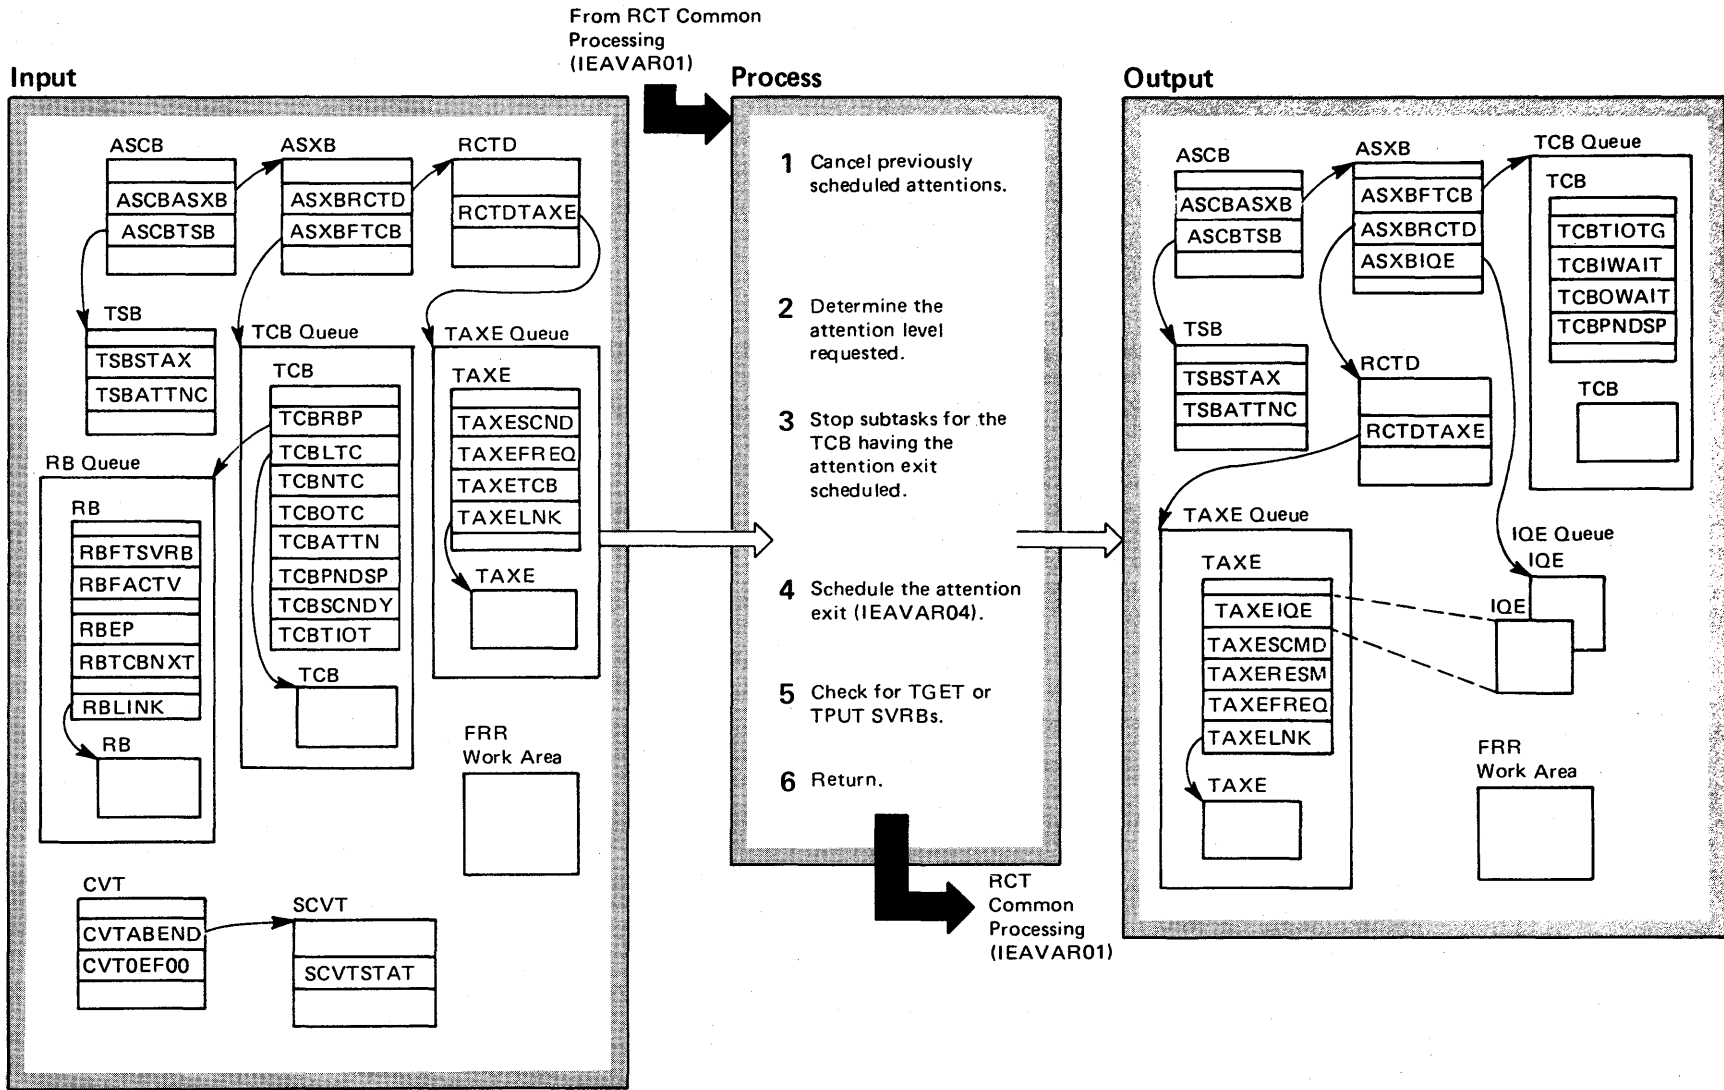 From RCT Common
Processing
(IEAVAR01)
Input
ASCB
ASCBASXB
ASCBTSB
ASXB
ASXBRCTD
ASXBFTCB
RCTD
RCTDTAXE
TSB
TSBSTAX
TSBATTNC
TCB Queue
TCB
TCBRBP
TCBLTC
TCBNTC
TCBOTC
TCBATTN
TCBPNDSP
TCBSCNDY
TCBTIOT
TCB
TAXE Queue
TAXE
TAXESCND
TAXEFREQ
TAXETCB
TAXELNK
TAXE
RB Queue
RB
RBFTSVRB
RBFACTV
RBEP
RBTCBNXT
RBLINK
RB
FRR
Work Area
CVT
CVTABEND
CVT0EF00
SCVT
SCVTSTAT
Process
1 Cancel previously
scheduled attentions.
2 Determine the
attention level
requested.
3 Stop subtasks for the
TCB having the
attention exit
scheduled.
4 Schedule the attention
exit (IEAVAR04).
5 Check for TGET or
TPUT SVRBs.
6 Return.
RCT
Common
Processing
(IEAVAR01)
Output
ASCB
ASCBASXB
ASCBTSB
ASXB
ASXBFTCB
ASXBRCTD
ASXBIQE
TCB Queue
TCB
TCBTIOTG
TCBIWAIT
TCBOWAIT
TCBPNDSP
TCB
TSB
TSBSTAX
TSBATTNC
RCTD
RCTDTAXE
TAXE Queue
TAXE
TAXEIQE
TAXESCMD
TAXERESM
TAXEFREQ
TAXELNK
TAXE
IQE Queue
IQE
IQE
FRR
Work Area